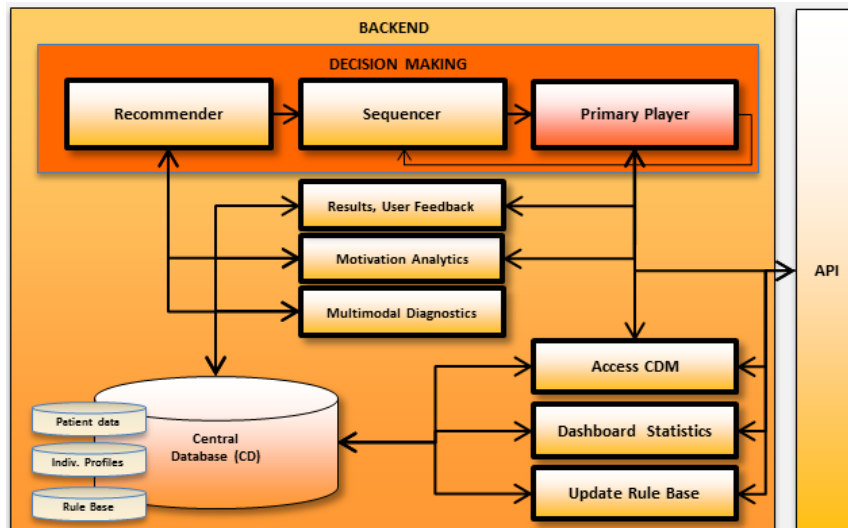 BACKEND
DECISION MAKING
Recommender
Sequencer
Primary Player
Results, User Feedback
Motivation Analytics
Multimodal Diagnostics
API
Access CDM
Dashboard Statistics
Update Rule Base
Patient data
Indiv. Profiles
Rule Base
Central
Database (CD)